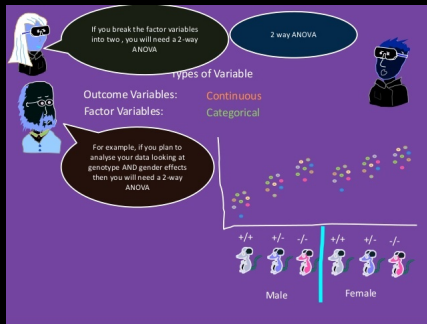 If you break the factor variables
into two , you will need a 2-way
ANOVA
2 way ANOVA
Types of Variable
Outcome Variables: Continuous
Factor Variables: Categorical
For example, if you plan to
analyse your data looking at
genotype AND gender effects
then you will need a 2-way
ANOVA
+/+ +/- -/- +/+ +/- -/-
Male Female